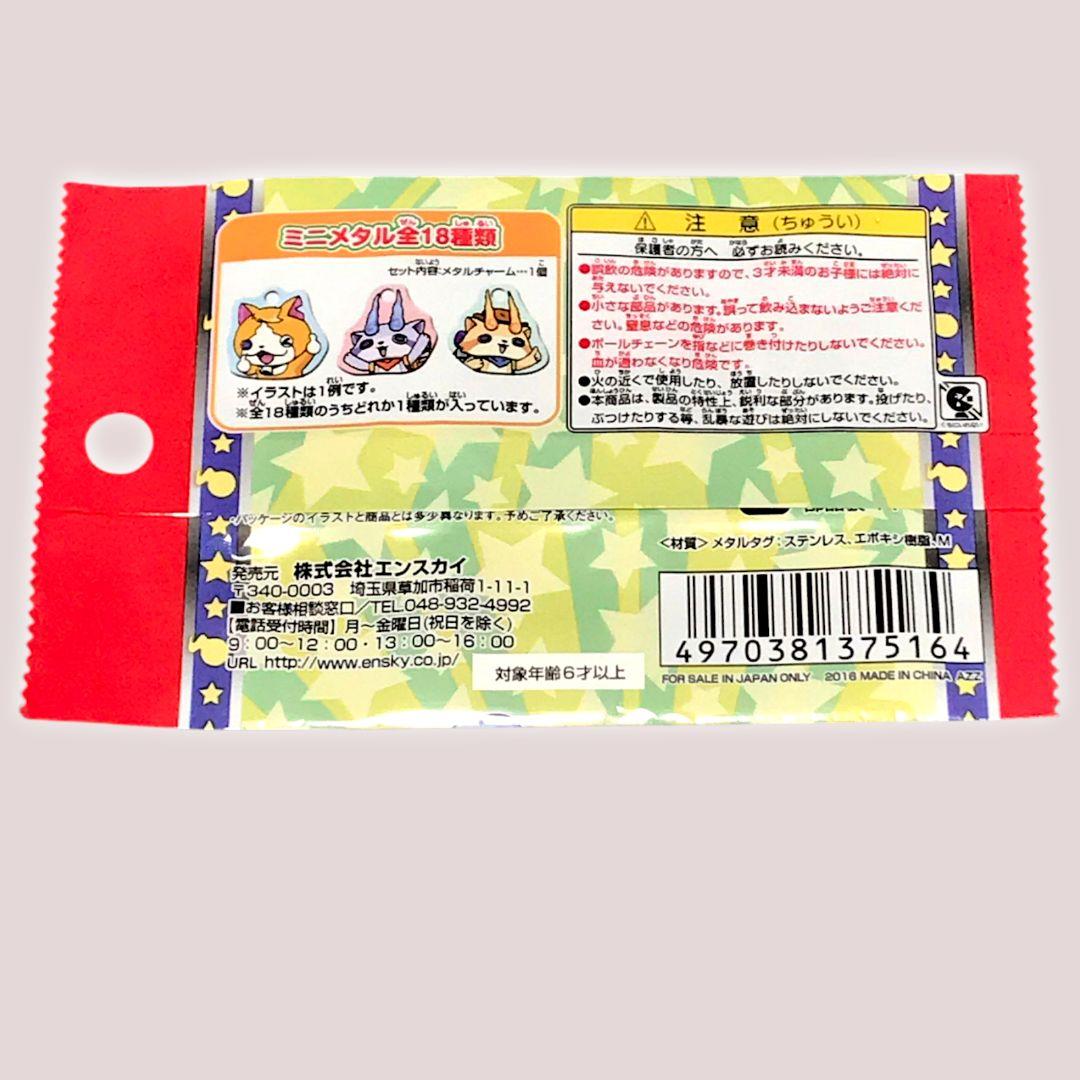 ミニメタル全18種類
セット内容:メタルチャーム…1個
※イラストは1例です。
※全18種類のうちどれか1種類が入っています。
⚠ 注 意 (ちゅうい)
保護者の方へ 必ずお読みください。
●誤飲の危険がありますので、3才未満のお子様には絶対に
与えないでください。
●小さな部品があります。誤って飲み込まないようご注意くだ
さい。窒息などの危険があります。
●ボールチェーンを指などに巻き付けたりしないでください。
血が通わなくなり危険です。
●火の近くで使用したり、放置したりしないでください。
●本商品は、製品の特性上、鋭利な部分があります。投げたり、
ぶつけたりする等、乱暴な遊びは絶対にしないでください。
・パッケージのイラストと商品とは多少異なります。予めご了承ください。
発売元 株式会社エンスカイ
〒340-0003 埼玉県草加市稲荷1-11-1
■お客様相談窓口/TEL.048-932-4992
【電話受付時間】月~金曜日(祝日を除く)
9:00~12:00・13:00~16:00
URL http://www.ensky.co.jp/
対象年齢6才以上
<材質> メタルタグ:ステンレス、エポキシ樹脂、M
4970381375164
FOR SALE IN JAPAN ONLY 2016 MADE IN CHINA, AZZ